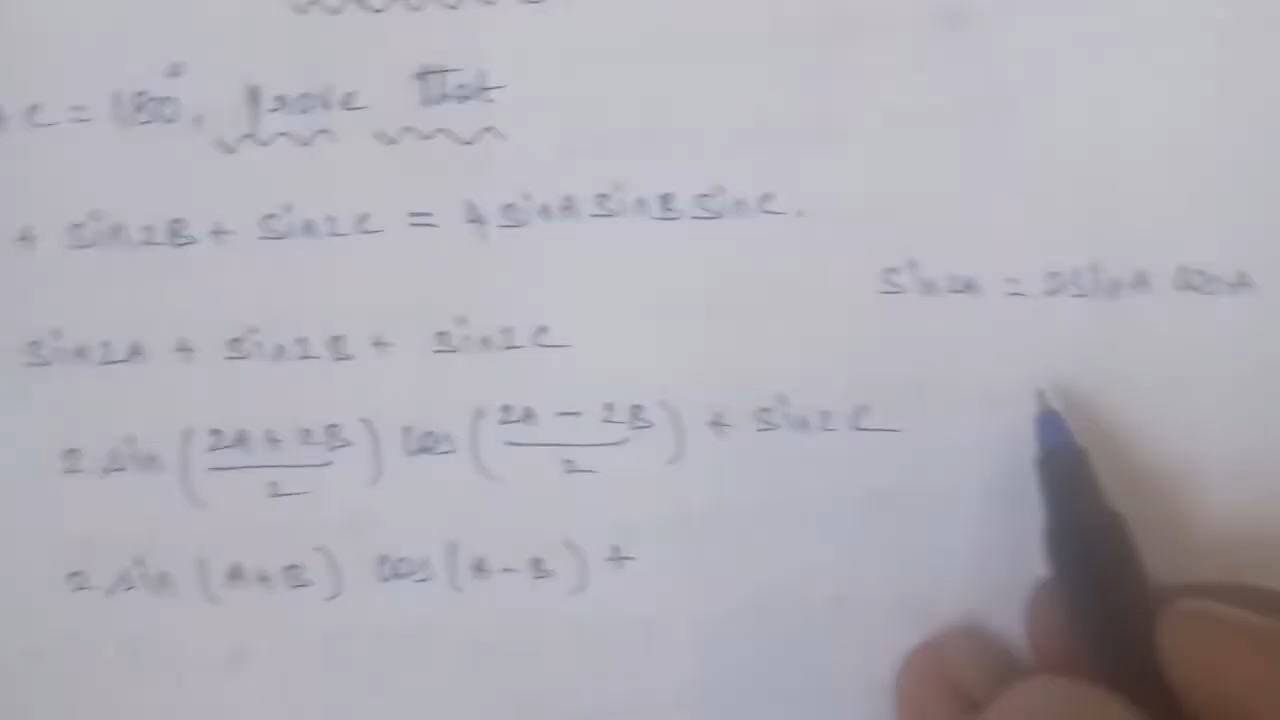 C = 180°. Prove that
+ sin2B + sin2C = 4 sinA sinB sinC.
sin2A = 2sinA cosA
sin2A + sin2B + sin2C
2 sin (2A + 2B / 2) cos (2A - 2B / 2) + sin2C
2 sin (A+B) cos (A-B) +